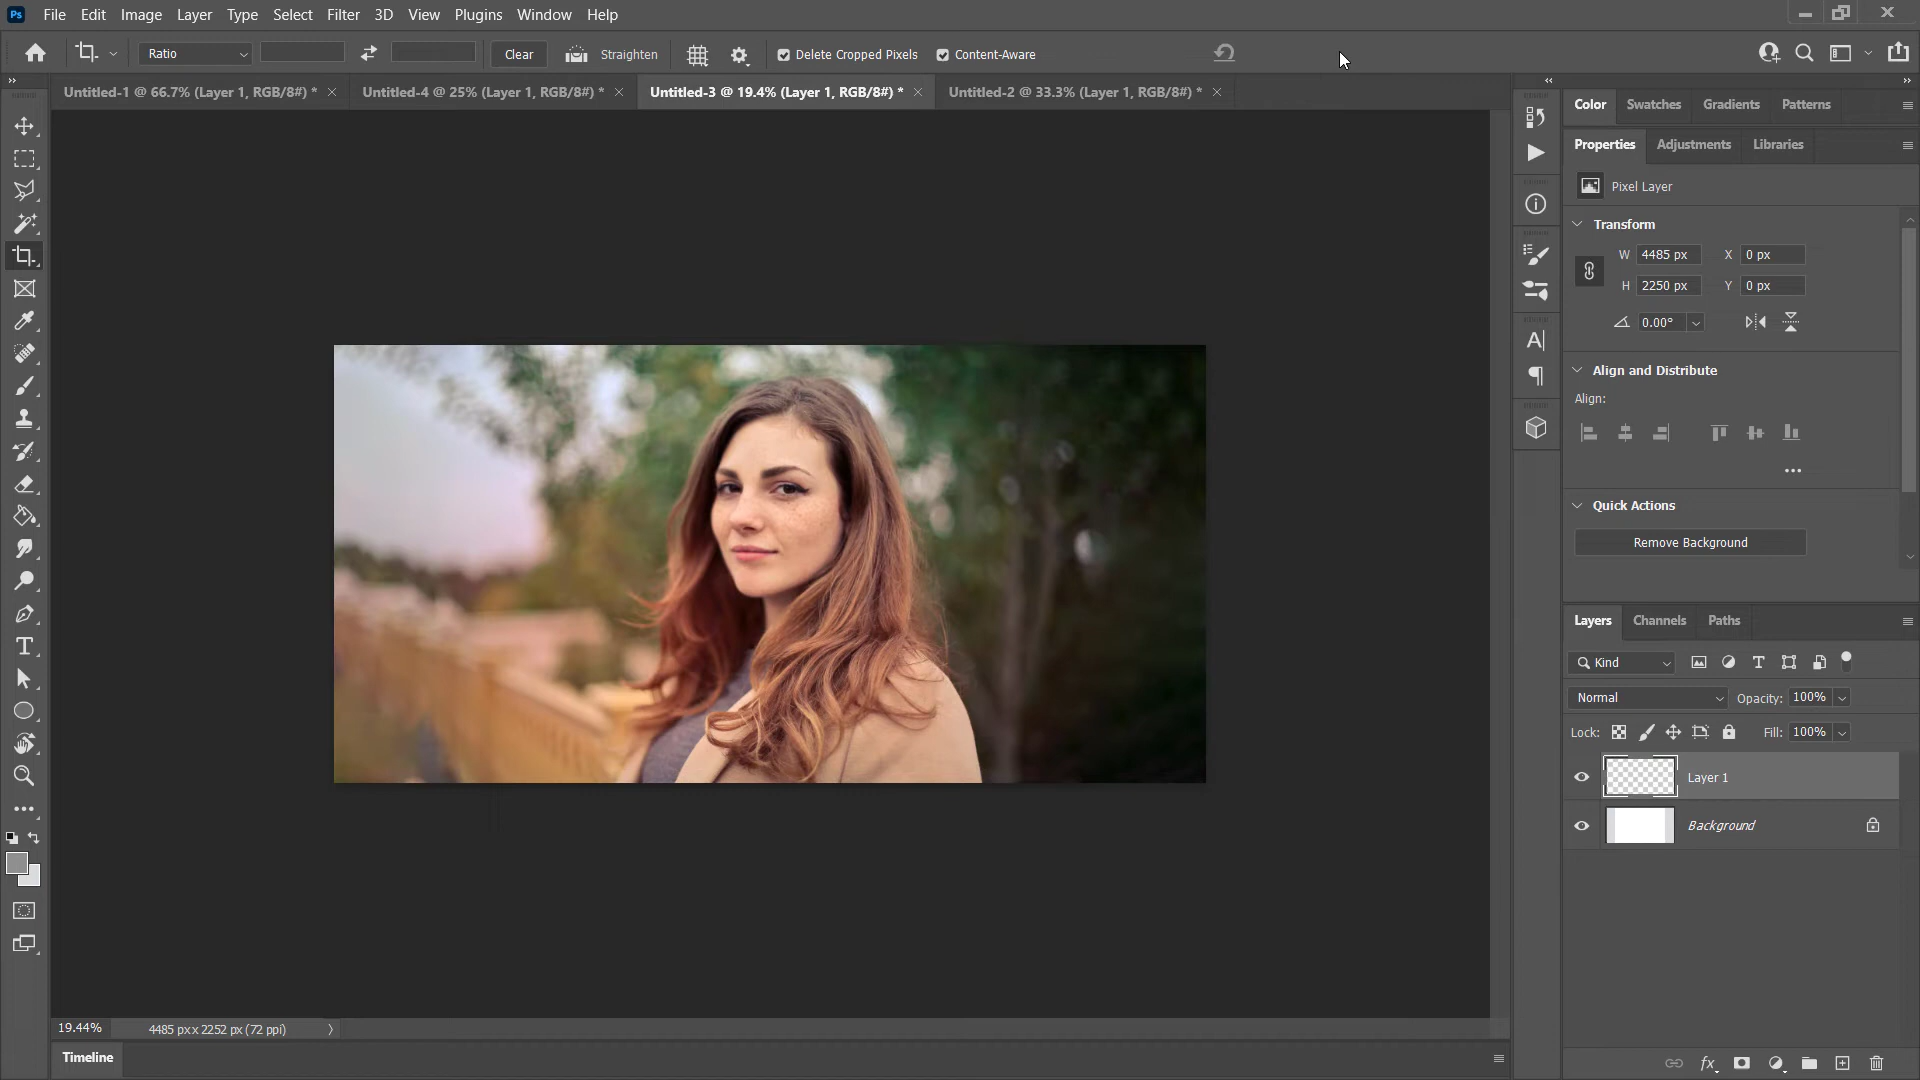 Ps File Edit Image Layer Type Select Filter 3D View Plugins Window Help
Ratio Clear Straighten Delete Cropped Pixels Content-Aware
Untitled-1 @ 66.7% (Layer 1, RGB/8#) * Untitled-4 @ 25% (Layer 1, RGB/8#) * Untitled-3 @ 19.4% (Layer 1, RGB/8#) * Untitled-2 @ 33.3% (Layer 1, RGB/8#) *
Color Swatches Gradients Patterns
Properties Adjustments Libraries
Pixel Layer
Transform
W 4485 px X 0 px
H 2250 px Y 0 px
0.00°
Align and Distribute
Align:
Quick Actions
Remove Background
Layers Channels Paths
Kind
Normal Opacity: 100%
Lock: Fill: 100%
Layer 1
Background
19.44% 4485 px x 2252 px (72 ppi)
Timeline
fx